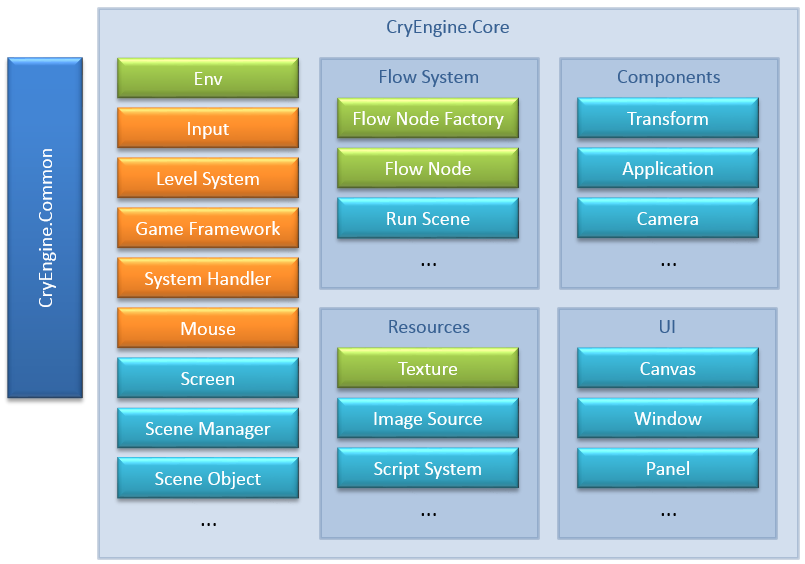 CryEngine.Common
CryEngine.Core
Env
Input
Level System
Game Framework
System Handler
Mouse
Screen
Scene Manager
Scene Object
...
Flow System
Flow Node Factory
Flow Node
Run Scene
...
Components
Transform
Application
Camera
...
Resources
Texture
Image Source
Script System
...
UI
Canvas
Window
Panel
...